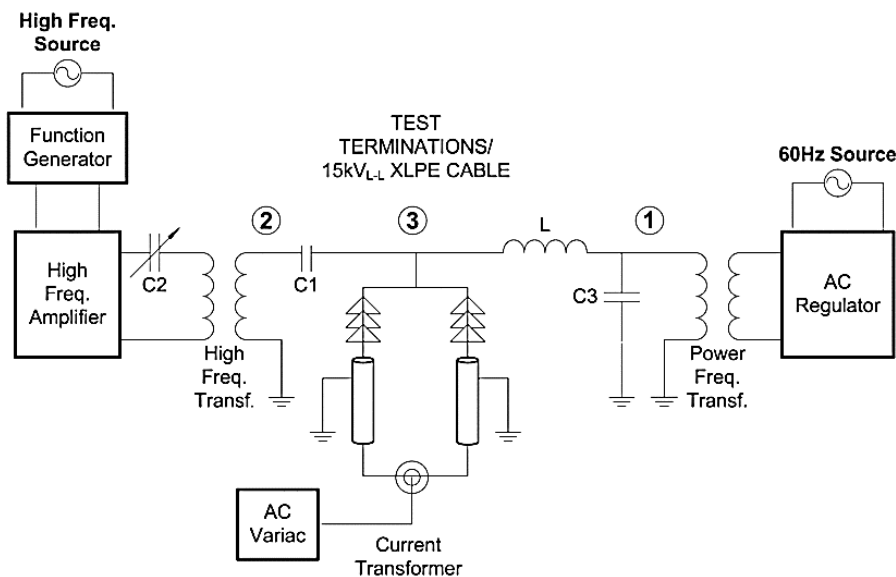 High Freq.
Source
Function
Generator
High
Freq.
Amplifier
C2
High
Freq.
Transf.
2
C1
TEST
TERMINATIONS/
15kV_{L-L} XLPE CABLE
3
L
1
C3
60Hz Source
AC
Regulator
Power
Freq.
Transf.
AC
Variac
Current
Transformer